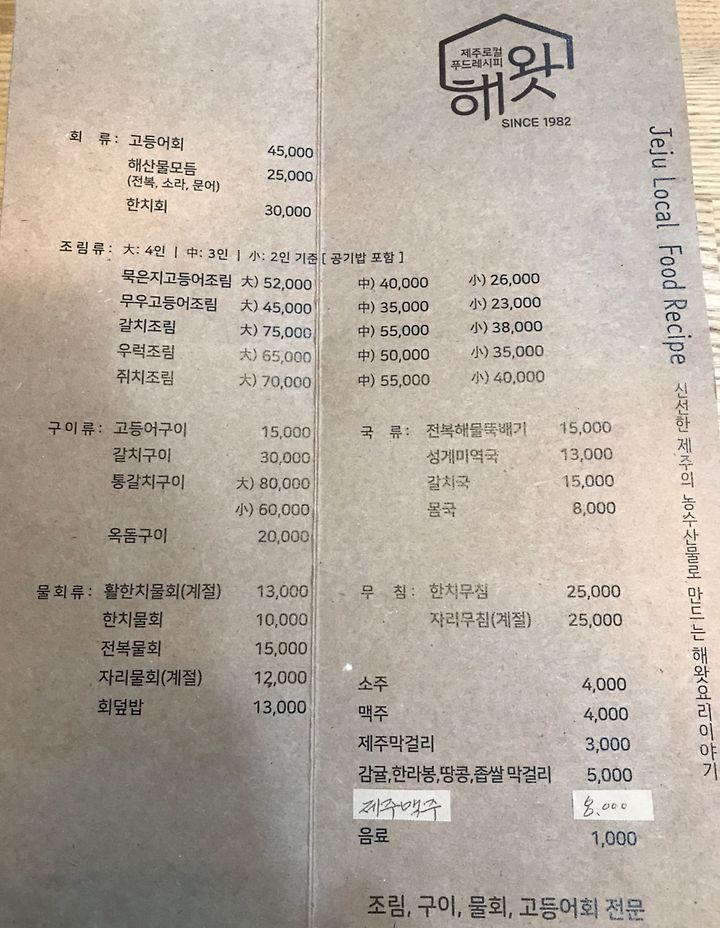 제주로컬
푸드레시피
해왓
SINCE 1982
Jeju Local Food Recipe
신선한 제주의 농수산물로 만드는 해왓요리이야기
회 류: 고등어회 45,000
해산물모듬 25,000
(전복, 소라, 문어)
한치회 30,000
조림류: 大: 4인 | 中: 3인 | 小: 2인 기준 [ 공기밥 포함 ]
묵은지고등어조림 大) 52,000 中) 40,000 小) 26,000
무우고등어조림 大) 45,000 中) 35,000 小) 23,000
갈치조림 大) 75,000 中) 55,000 小) 38,000
우럭조림 大) 65,000 中) 50,000 小) 35,000
쥐치조림 大) 70,000 中) 55,000 小) 40,000
구이류: 고등어구이 15,000
갈치구이 30,000
통갈치구이 大) 80,000
小) 60,000
옥돔구이 20,000
국 류: 전복해물뚝배기 15,000
성게미역국 13,000
갈치국 15,000
몸국 8,000
물회류: 활한치물회(계절) 13,000
한치물회 10,000
전복물회 15,000
자리물회(계절) 12,000
회덮밥 13,000
무 침: 한치무침 25,000
자리무침(계절) 25,000
소주 4,000
맥주 4,000
제주막걸리 3,000
감귤,한라봉,땅콩,좁쌀 막걸리 5,000
제주맥주 8.000
음료 1,000
조림, 구이, 물회, 고등어회 전문